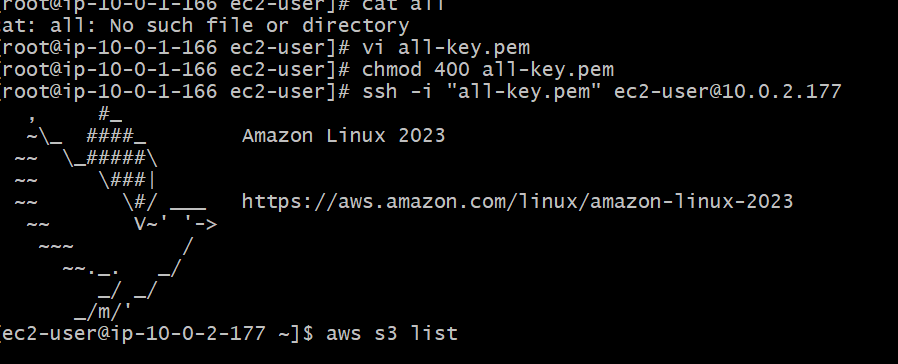 [root@ip-10-0-1-166 ec2-user]# cat all
cat: all: No such file or directory
[root@ip-10-0-1-166 ec2-user]# vi all-key.pem
[root@ip-10-0-1-166 ec2-user]# chmod 400 all-key.pem
[root@ip-10-0-1-166 ec2-user]# ssh -i "all-key.pem" ec2-user@10.0.2.177
   ,     #_
   ~\_  ####_        Amazon Linux 2023
  ~~  \_#####\
  ~~     \###|
  ~~       \#/ ___   https://aws.amazon.com/linux/amazon-linux-2023
   ~~       V~' '->
    ~~~         /
      ~~._.   _/
         _/ _/
       _/m/'
[ec2-user@ip-10-0-2-177 ~]$ aws s3 list